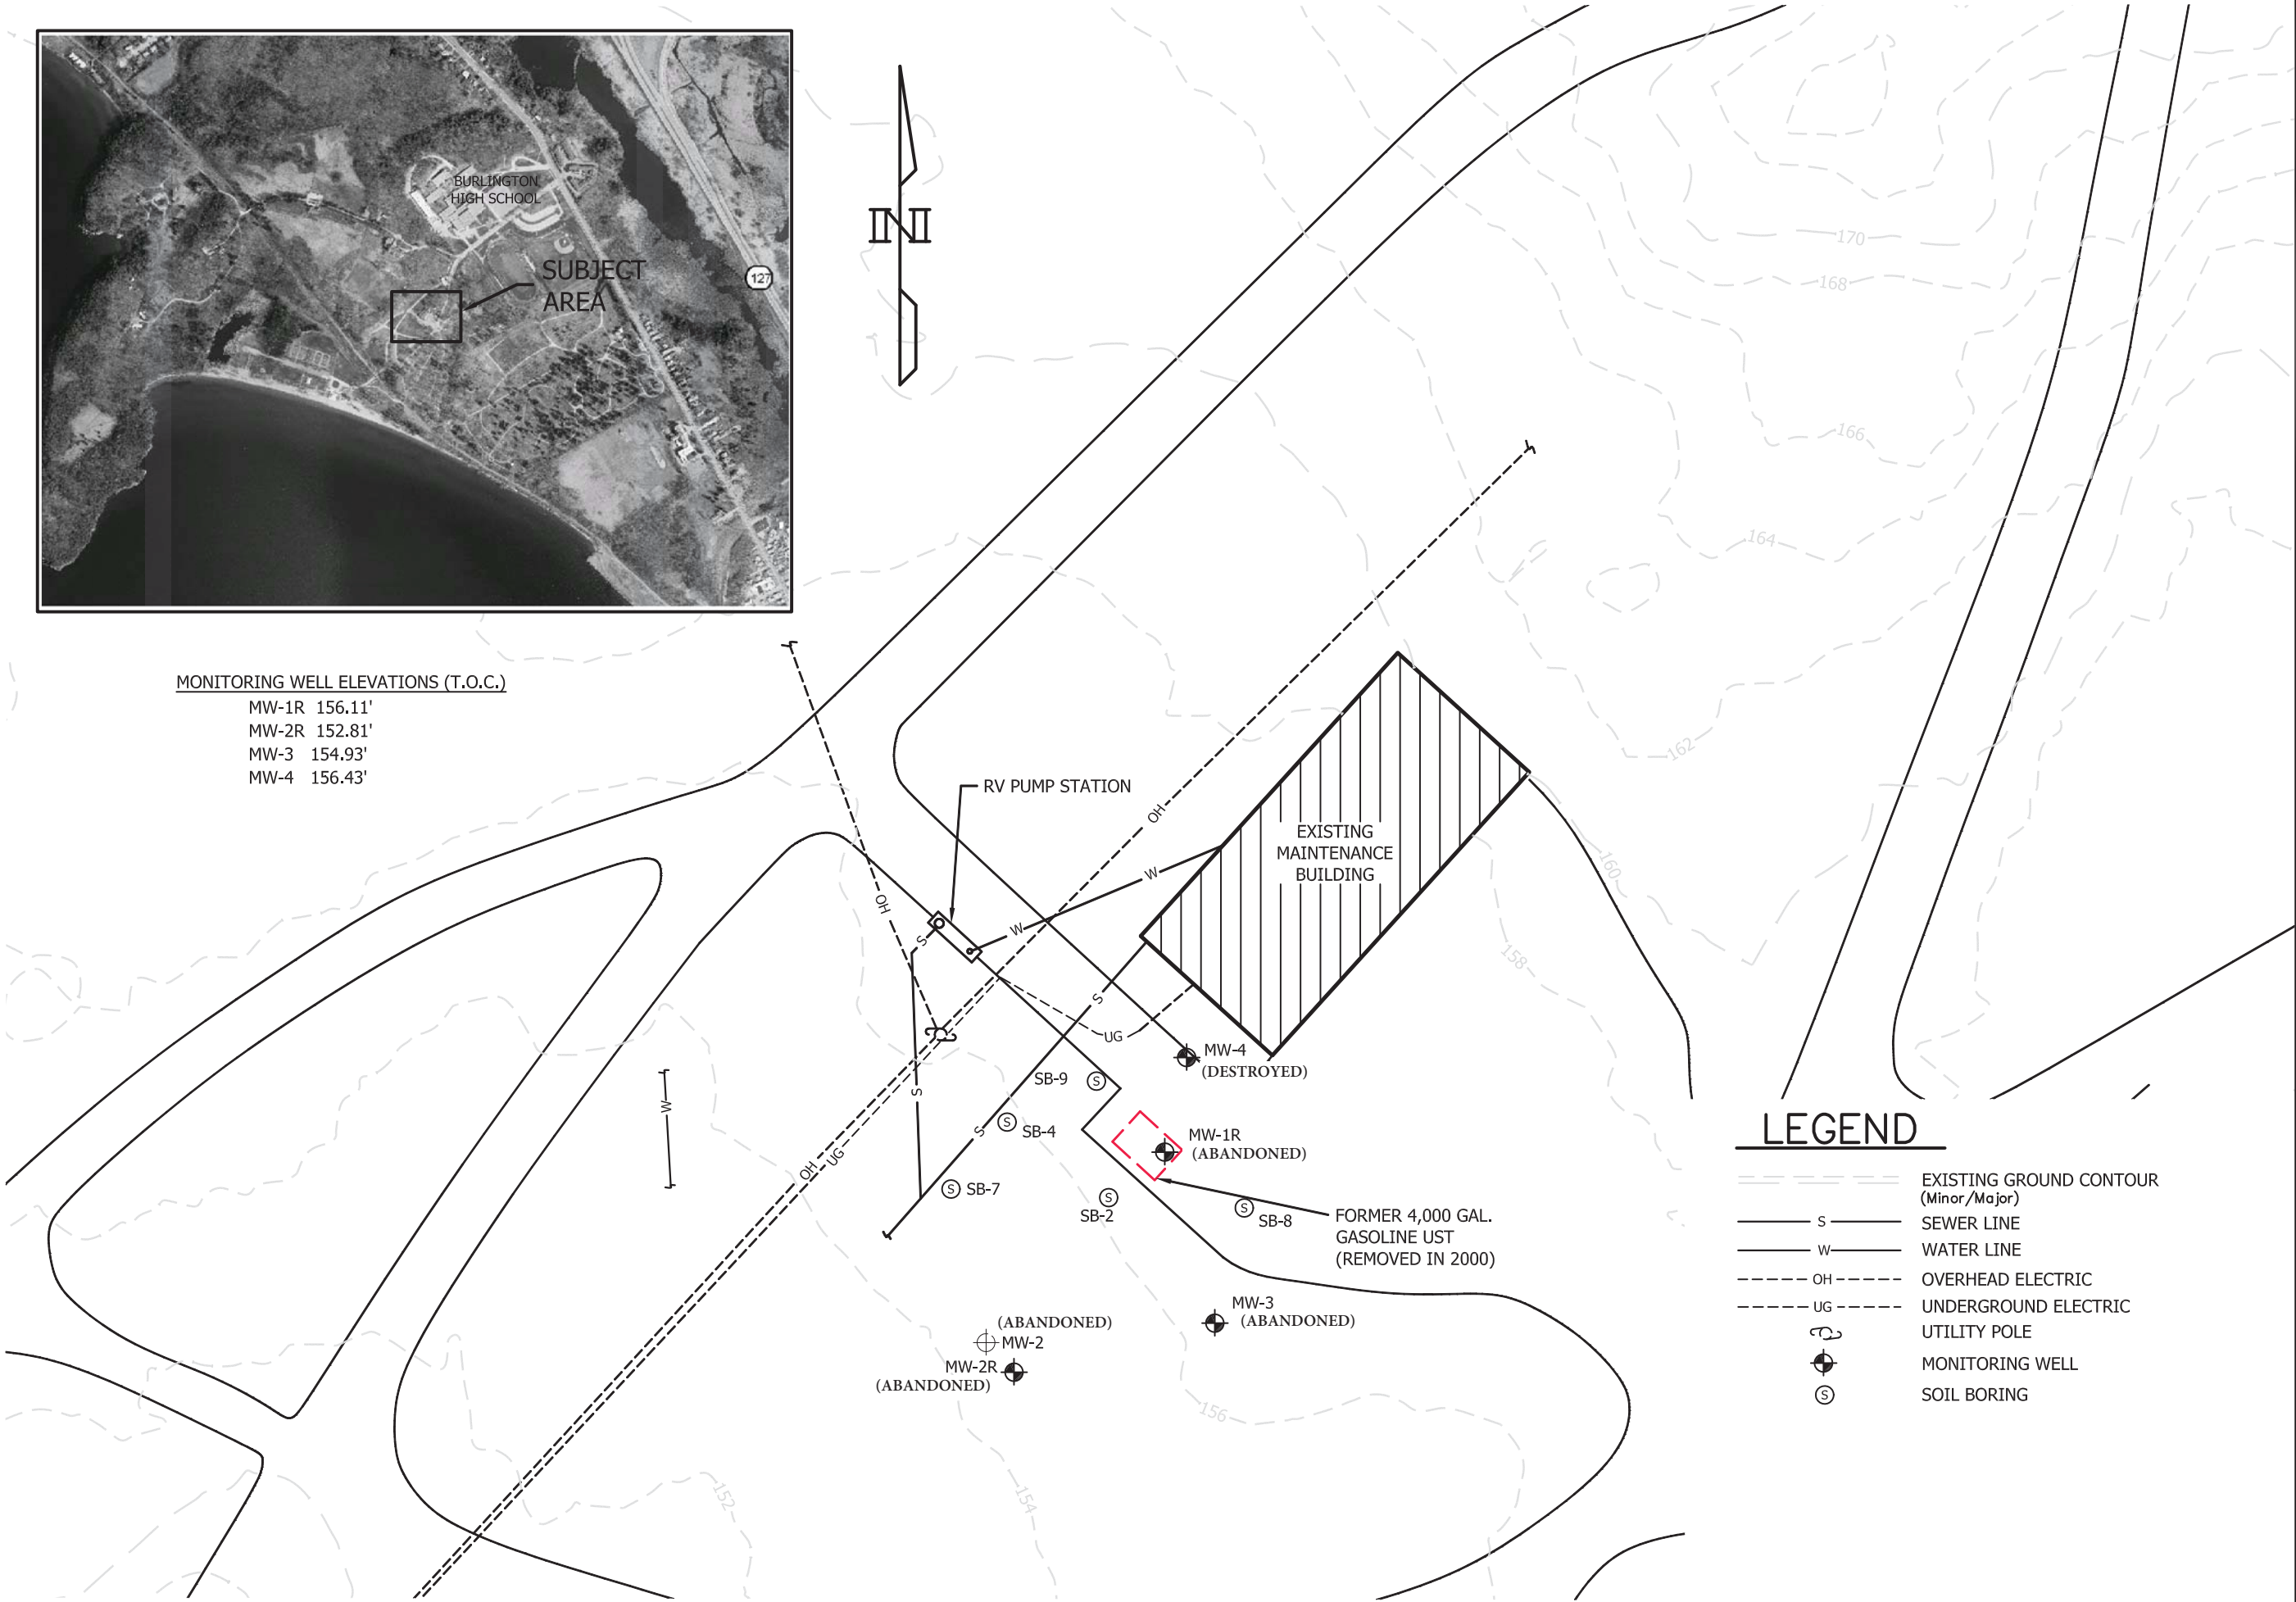 BURLINGTON
HIGH SCHOOL
SUBJECT
AREA
127
N
MONITORING WELL ELEVATIONS (T.O.C.)
MW-1R 156.11'
MW-2R 152.81'
MW-3 154.93'
MW-4 156.43'
170
168
166
164
162
160
158
156
154
152
RV PUMP STATION
OH
W
EXISTING
MAINTENANCE
BUILDING
OH
W
S
S
UG
MW-4
(DESTROYED)
SB-9
S
S
W
S
SB-4
S
S
MW-1R
(ABANDONED)
OH
UG
S
SB-7
S
SB-2
S
SB-8
FORMER 4,000 GAL.
GASOLINE UST
(REMOVED IN 2000)
MW-3
(ABANDONED)
(ABANDONED)
MW-2
MW-2R
(ABANDONED)
LEGEND
EXISTING GROUND CONTOUR
(Minor/Major)
S SEWER LINE
W WATER LINE
OH OVERHEAD ELECTRIC
UG UNDERGROUND ELECTRIC
UTILITY POLE
MONITORING WELL
S SOIL BORING